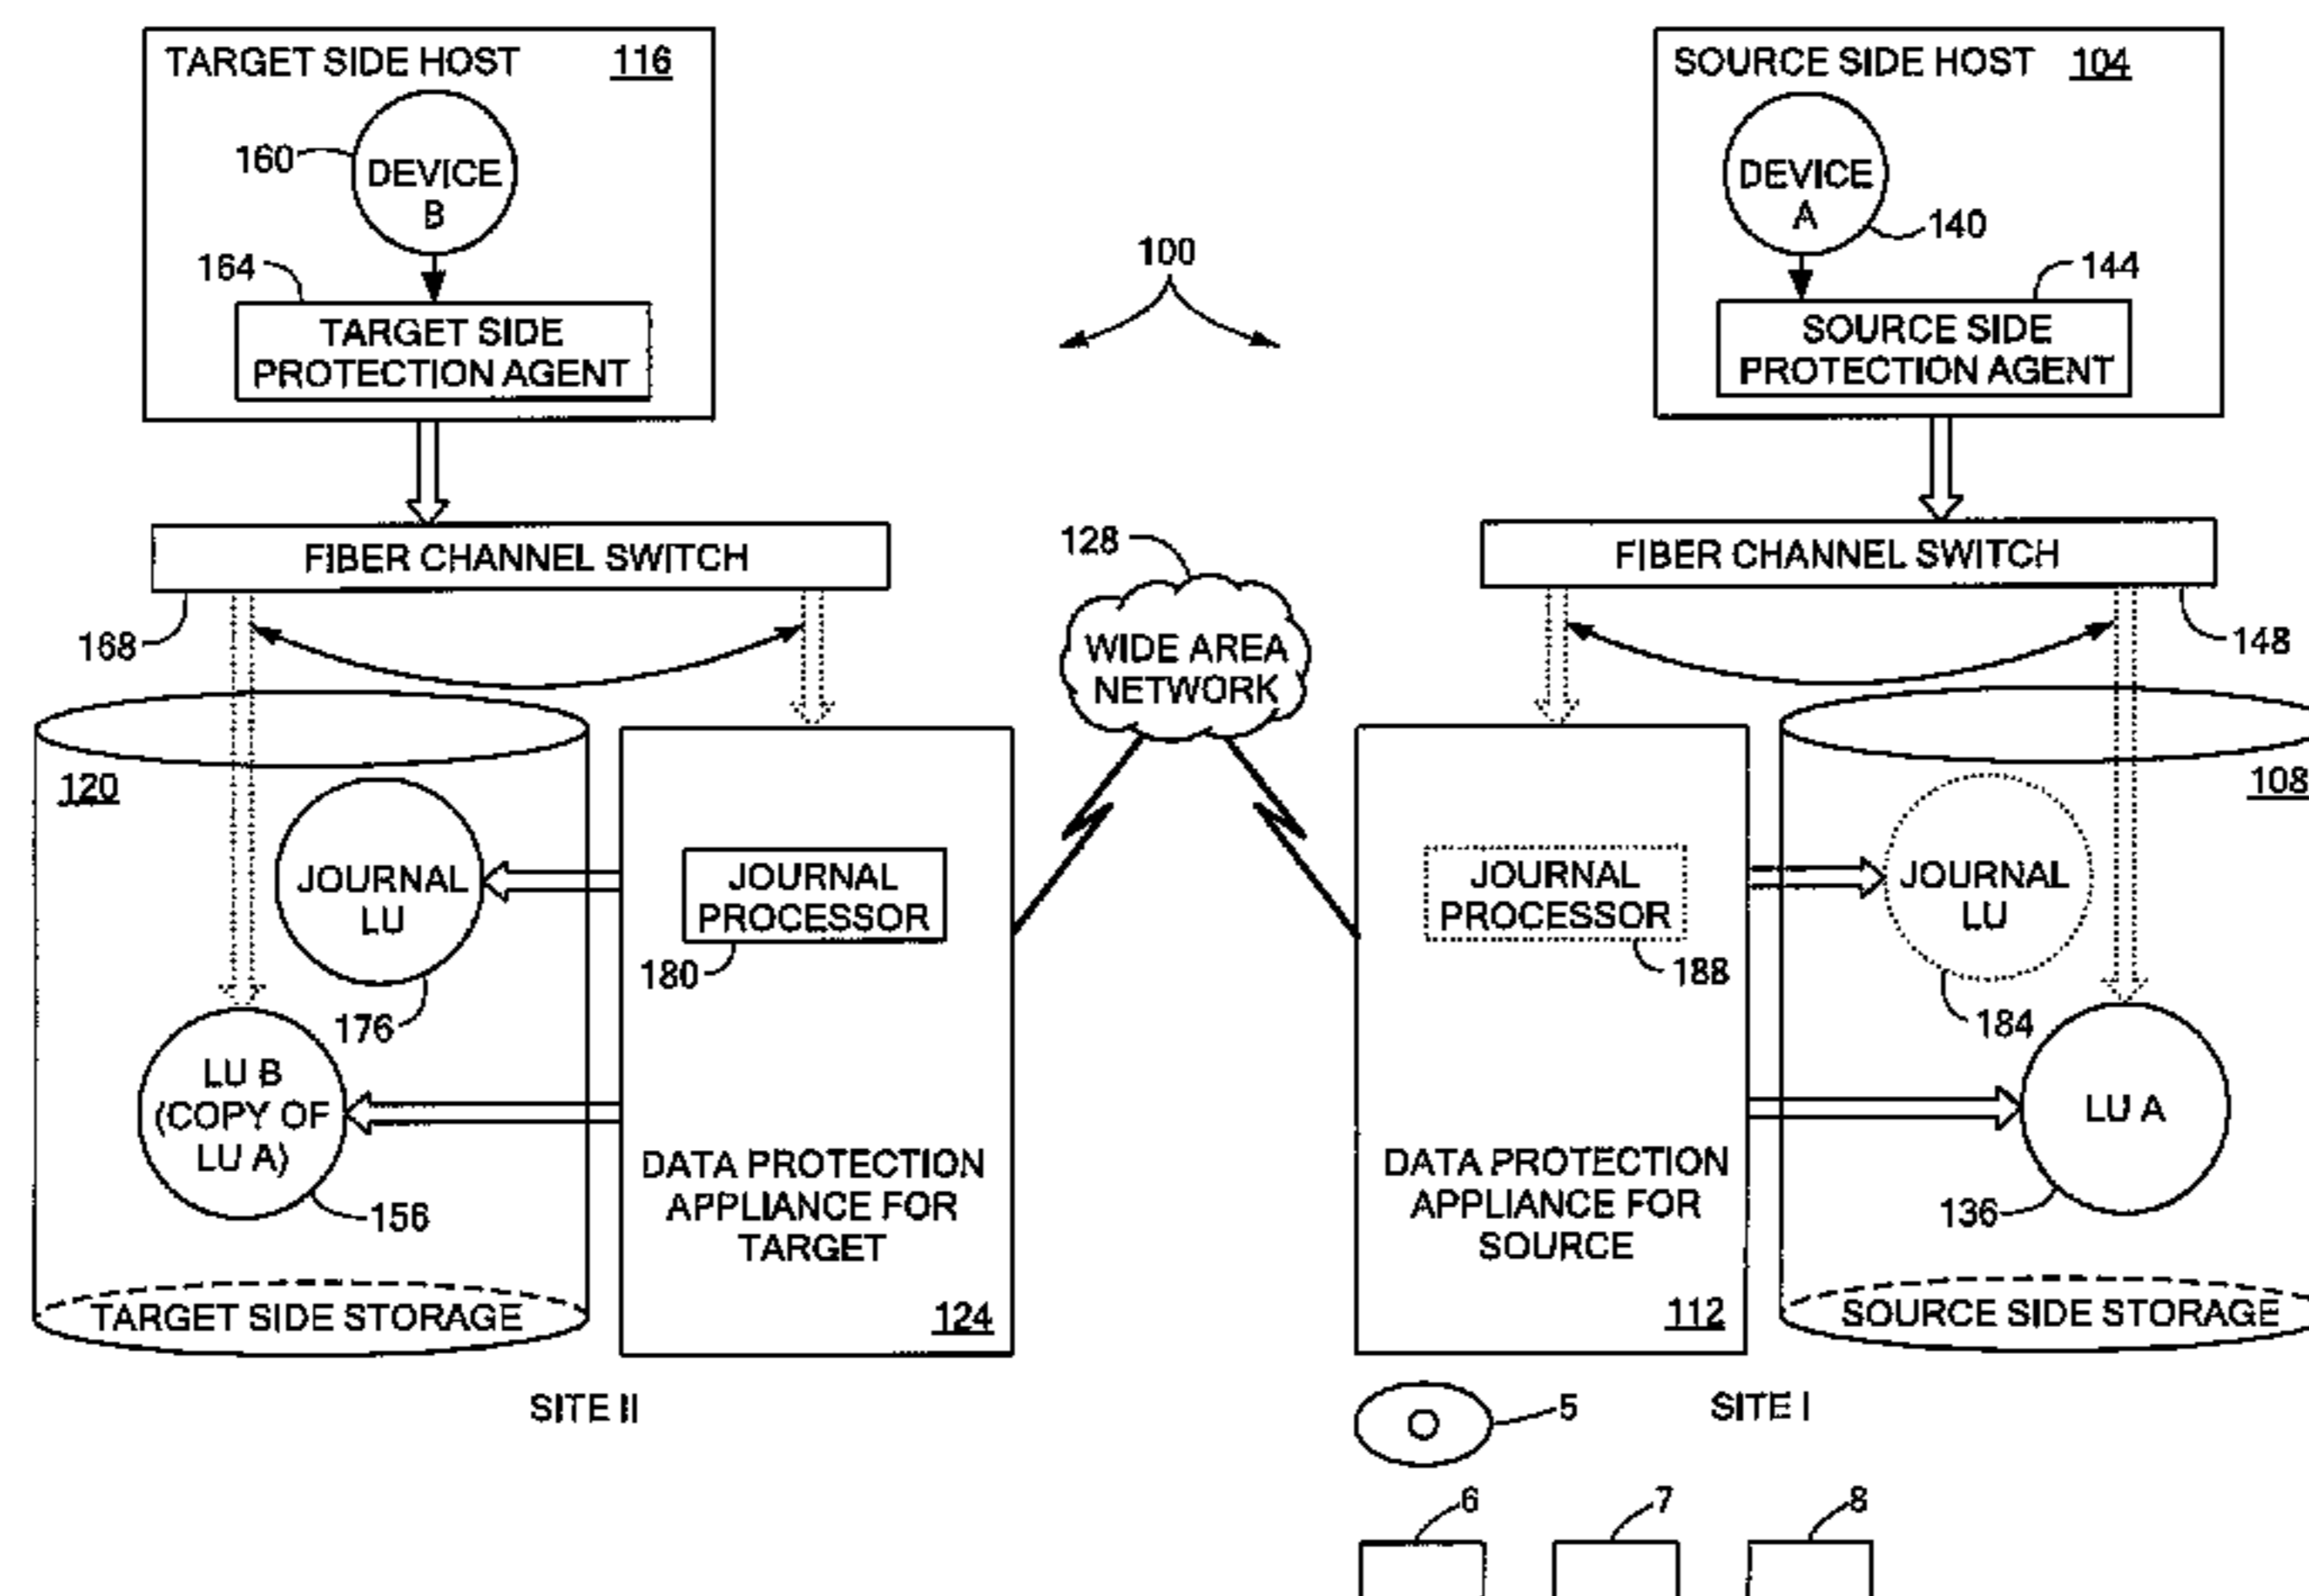 TARGET SIDE HOST 116
160
DEVICE
B
164
TARGET SIDE
PROTECTION AGENT
100
SOURCE SIDE HOST 104
DEVICE
A
140
144
SOURCE SIDE
PROTECTION AGENT
FIBER CHANNEL SWITCH
168
128
WIDE AREA
NETWORK
FIBER CHANNEL SWITCH
148
120
JOURNAL
LU
176
LU B
(COPY OF
LU A)
156
TARGET SIDE STORAGE
JOURNAL
PROCESSOR
180
DATA PROTECTION
APPLIANCE FOR
TARGET
124
JOURNAL
PROCESSOR
188
DATA PROTECTION
APPLIANCE FOR
SOURCE
112
108
JOURNAL
LU
184
LU A
136
SOURCE SIDE STORAGE
SITE II
5
SITE I
6
7
8